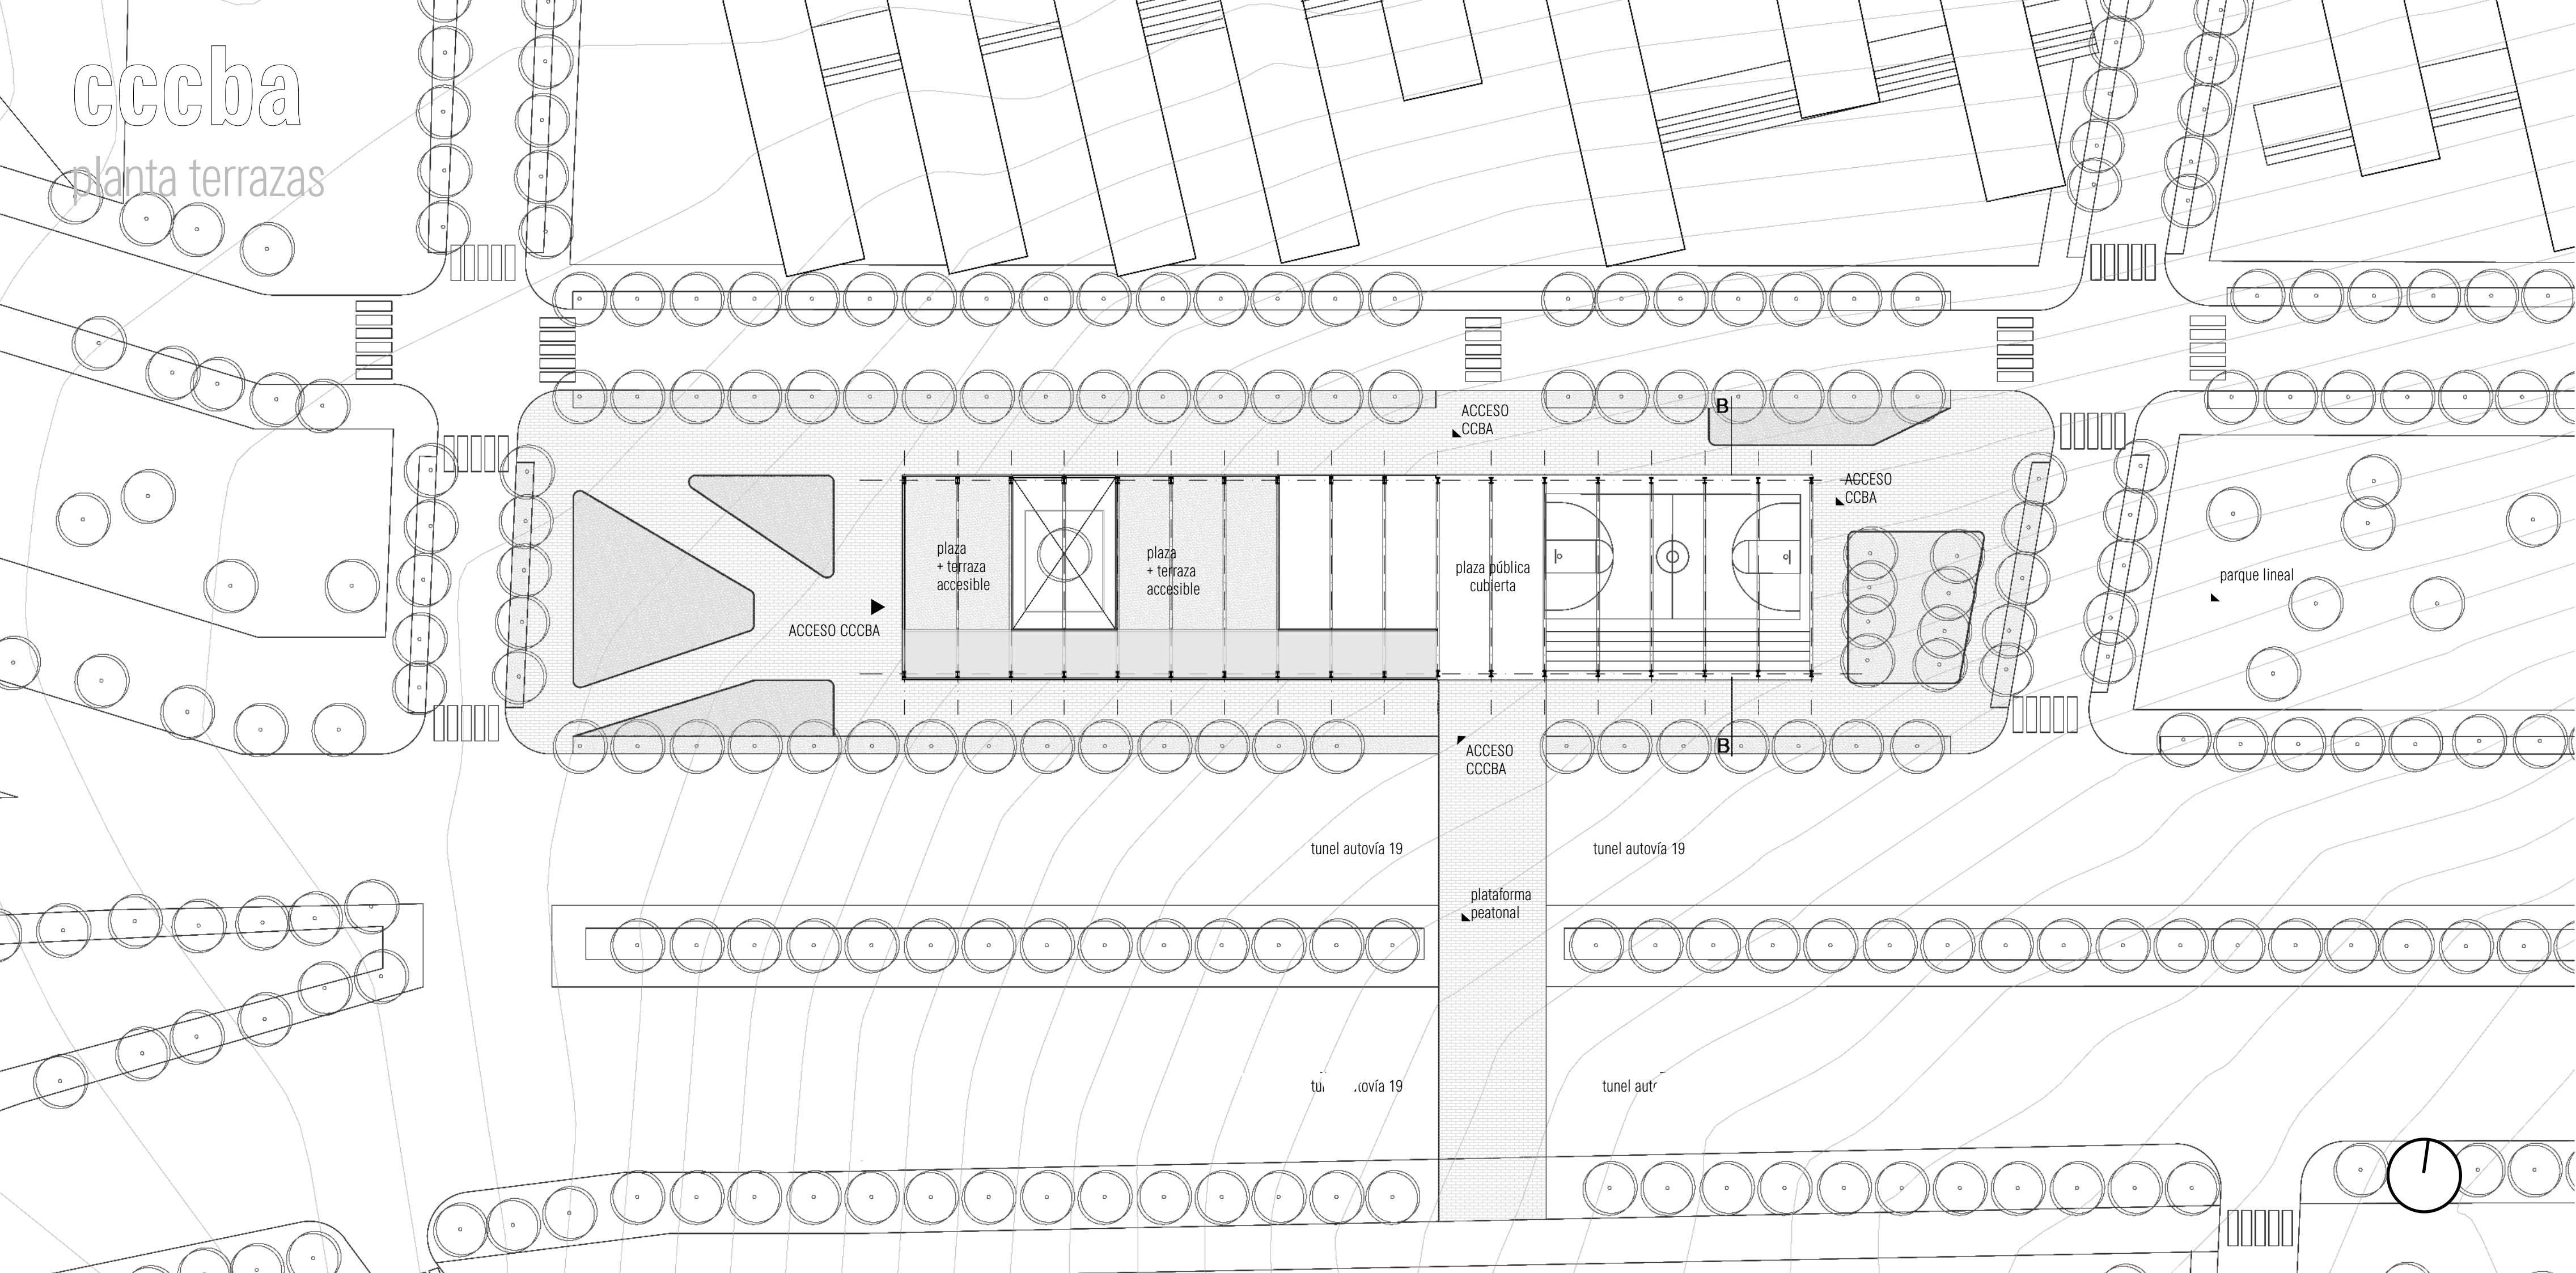 cccba
planta terrazas
B
ACCESO
CCBA
ACCESO
CCBA
plaza
+ terraza
accesible
plaza
+ terraza
accesible
plaza pública
cubierta
parque lineal
ACCESO CCCBA
B
ACCESO
CCCBA
tunel autovía 19
tunel autovía 19
plataforma
peatonal
autovía 19
tunel